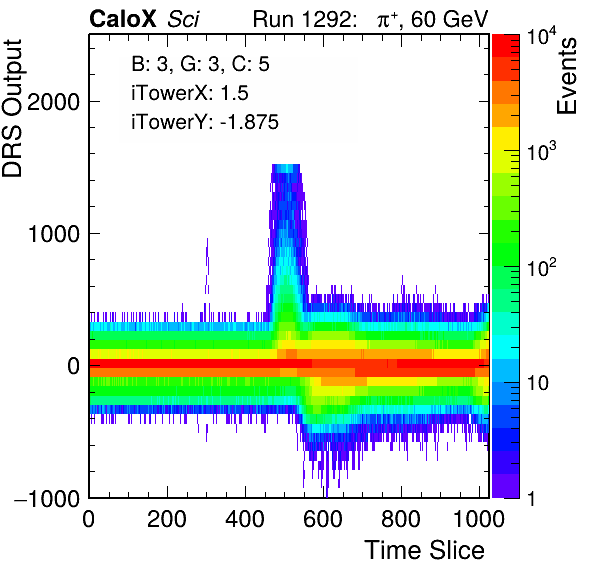 CaloX Sci Run 1292: π⁺, 60 GeV
B: 3, G: 3, C: 5
iTowerX: 1.5
iTowerY: -1.875
DRS Output
2000
1000
0
−1000
0 200 400 600 800 1000
Time Slice
Events
10⁴
10³
10²
10
1